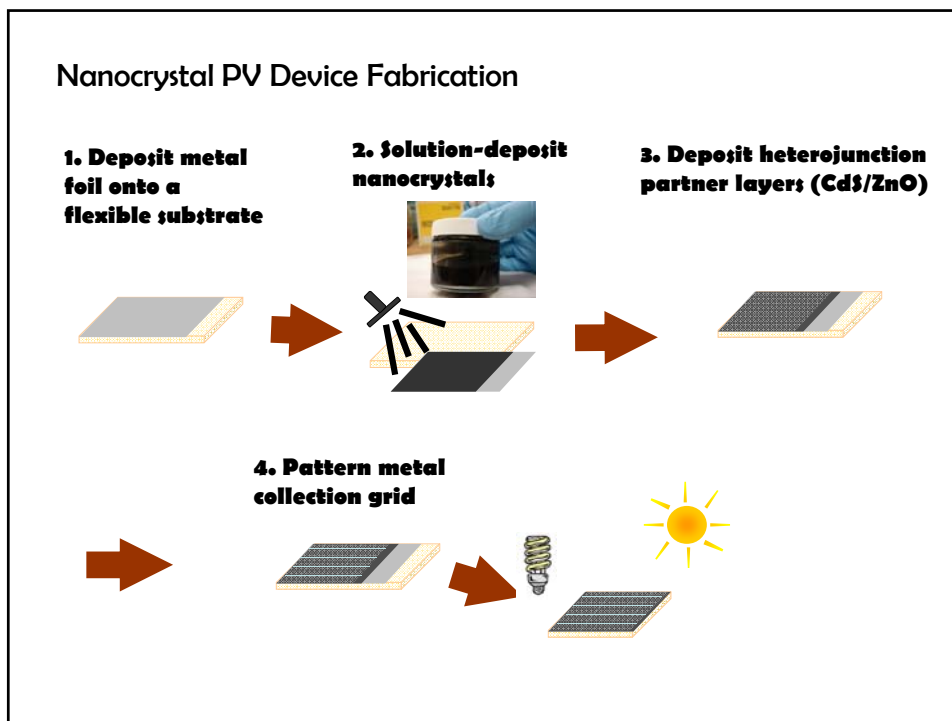 Nanocrystal PV Device Fabrication
1. Deposit metal
foil onto a
flexible substrate
2. Solution-deposit
nanocrystals
3. Deposit heterojunction
partner layers (CdS/ZnO)
4. Pattern metal
collection grid